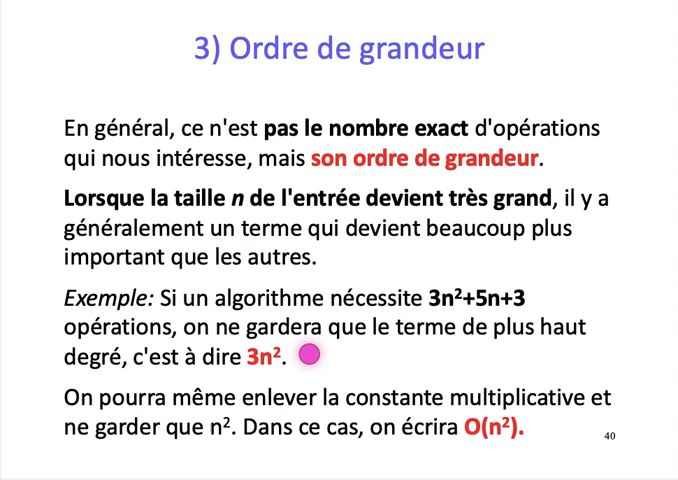 3) Ordre de grandeur
En général, ce n'est pas le nombre exact d'opérations
qui nous intéresse, mais son ordre de grandeur.
Lorsque la taille n de l'entrée devient très grand, il y a
généralement un terme qui devient beaucoup plus
important que les autres.
Exemple: Si un algorithme nécessite 3n²+5n+3
opérations, on ne gardera que le terme de plus haut
degré, c'est à dire 3n².
On pourra même enlever la constante multiplicative et
ne garder que n². Dans ce cas, on écrira O(n²).
40